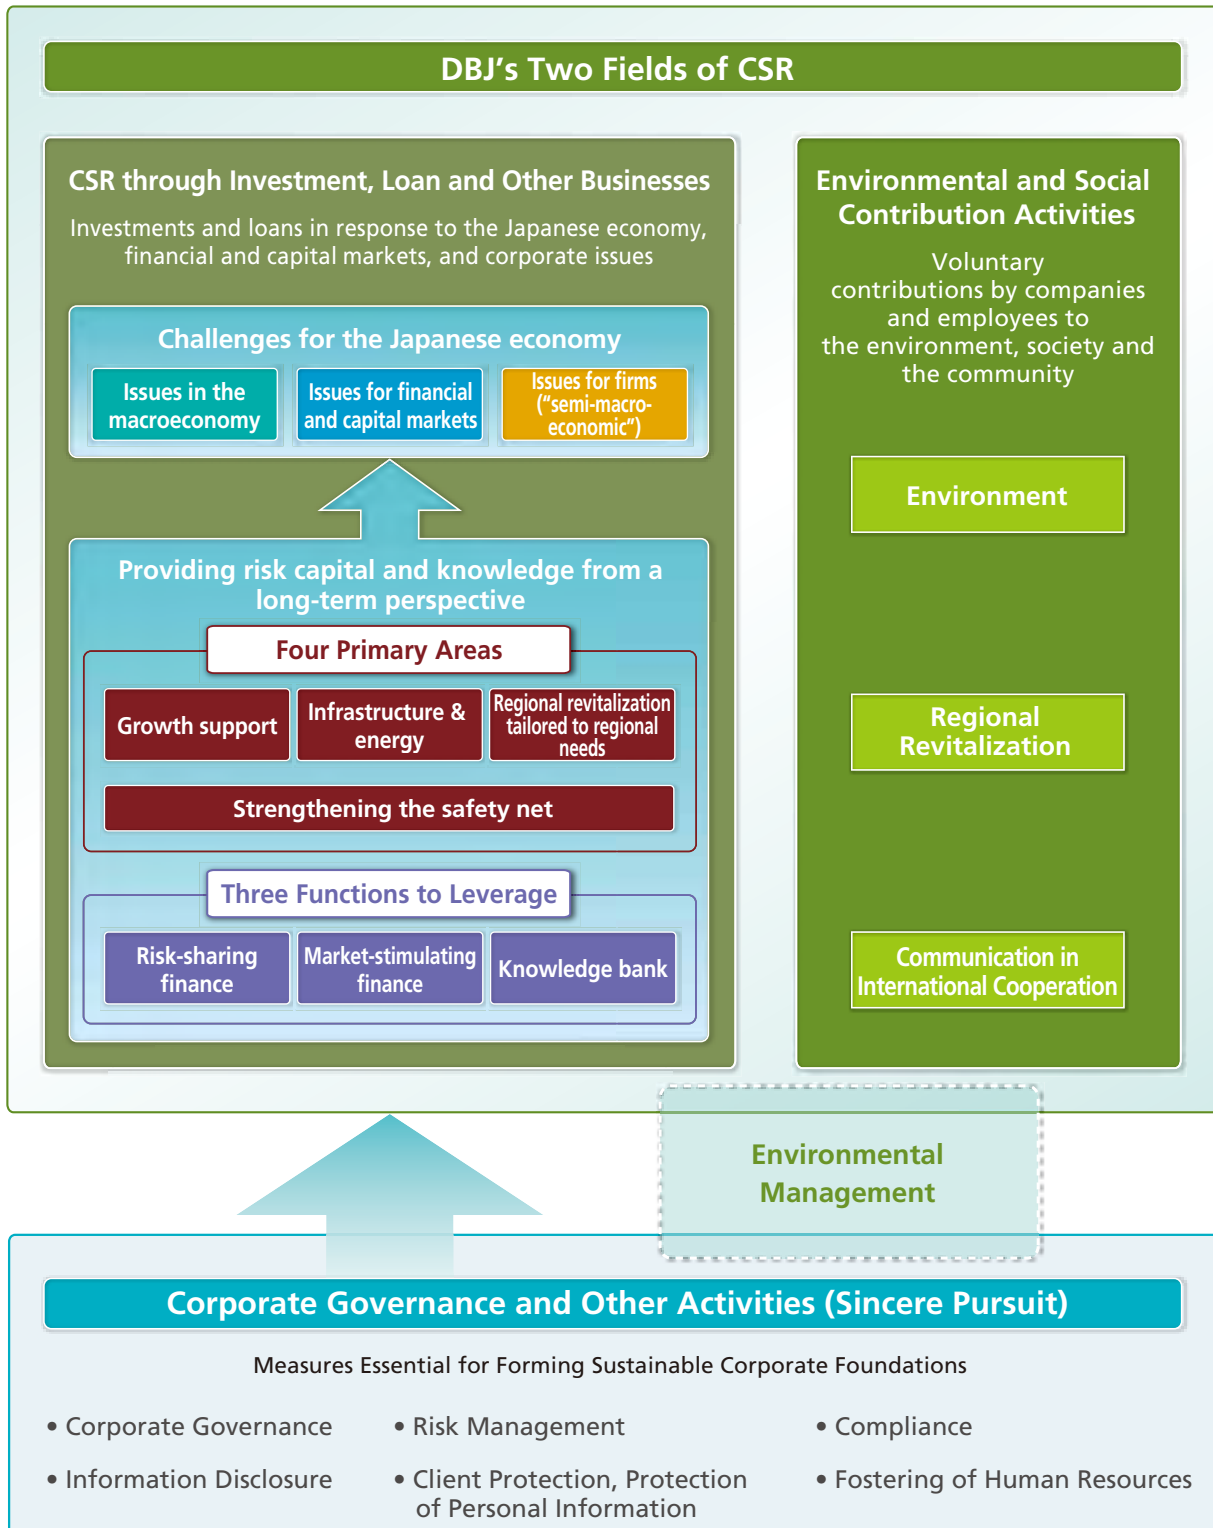 DBJ's Two Fields of CSR
CSR through Investment, Loan and Other Businesses
Investments and loans in response to the Japanese economy,
financial and capital markets, and corporate issues
Challenges for the Japanese economy
Issues in the
macroeconomy
Issues for financial
and capital markets
Issues for firms
(“semi-macro-
economic”)
Providing risk capital and knowledge from a
long-term perspective
Four Primary Areas
Growth support
Infrastructure &
energy
Regional revitalization
tailored to regional
needs
Strengthening the safety net
Three Functions to Leverage
Risk-sharing
finance
Market-stimulating
finance
Knowledge bank
Environmental and Social
Contribution Activities
Voluntary
contributions by companies
and employees to
the environment, society and
the community
Environment
Regional
Revitalization
Communication in
International Cooperation
Environmental
Management
Corporate Governance and Other Activities (Sincere Pursuit)
Measures Essential for Forming Sustainable Corporate Foundations
• Corporate Governance
• Risk Management
• Compliance
• Information Disclosure
• Client Protection, Protection
of Personal Information
• Fostering of Human Resources